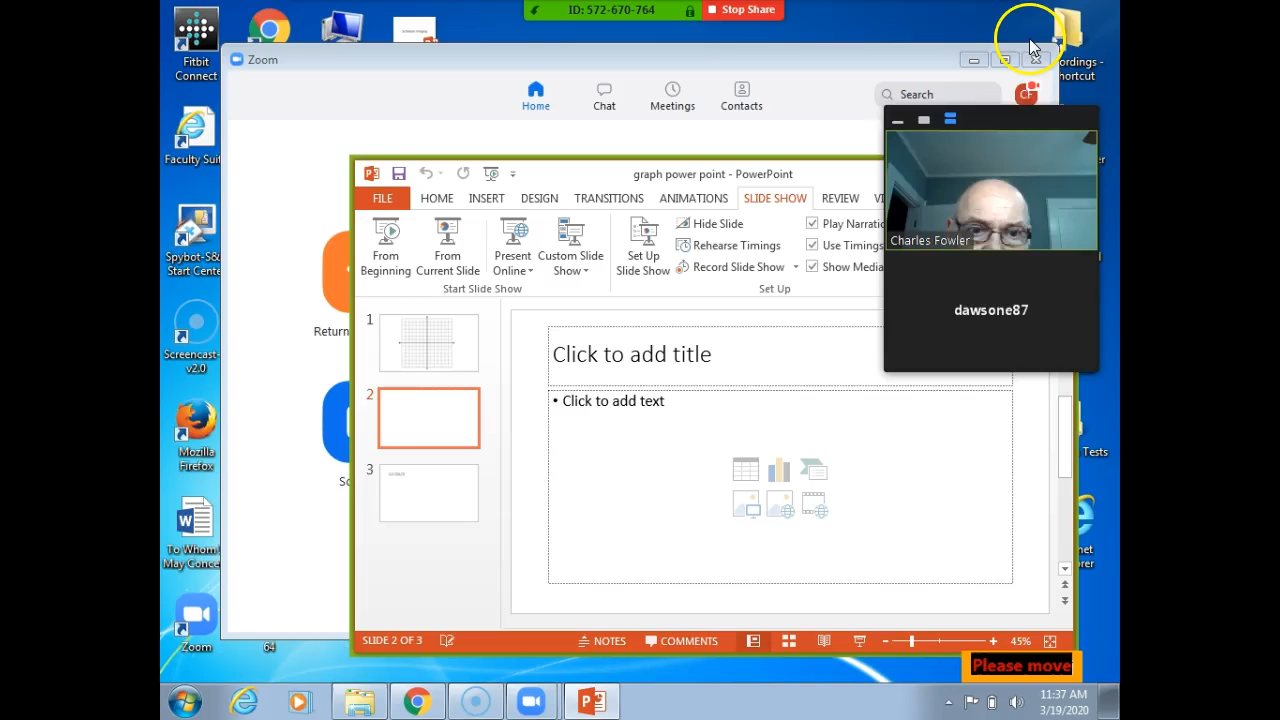 ID: 572-670-764
Stop Share
Fitbit
Connect
Zoom
Home
Chat
Meetings
Contacts
Search
CF
Faculty Sui
graph power point - PowerPoint
FILE
HOME
INSERT
DESIGN
TRANSITIONS
ANIMATIONS
SLIDE SHOW
REVIEW
VI
From
Beginning
From
Current Slide
Present
Online
Custom Slide
Show
Set Up
Slide Show
Hide Slide
Rehearse Timings
Record Slide Show
Play Narratio
Use Timings
Show Media
Start Slide Show
Set Up
Charles Fowler
dawsone87
Spybot-S&
Start Cente
Return
Screencast-
v2.0
Mozilla
Firefox
To Whom
May Conce
Zoom
64
1
2
3
Click to add title
• Click to add text
Tests
SLIDE 2 OF 3
NOTES
COMMENTS
45%
Please move
11:37 AM
3/19/2020